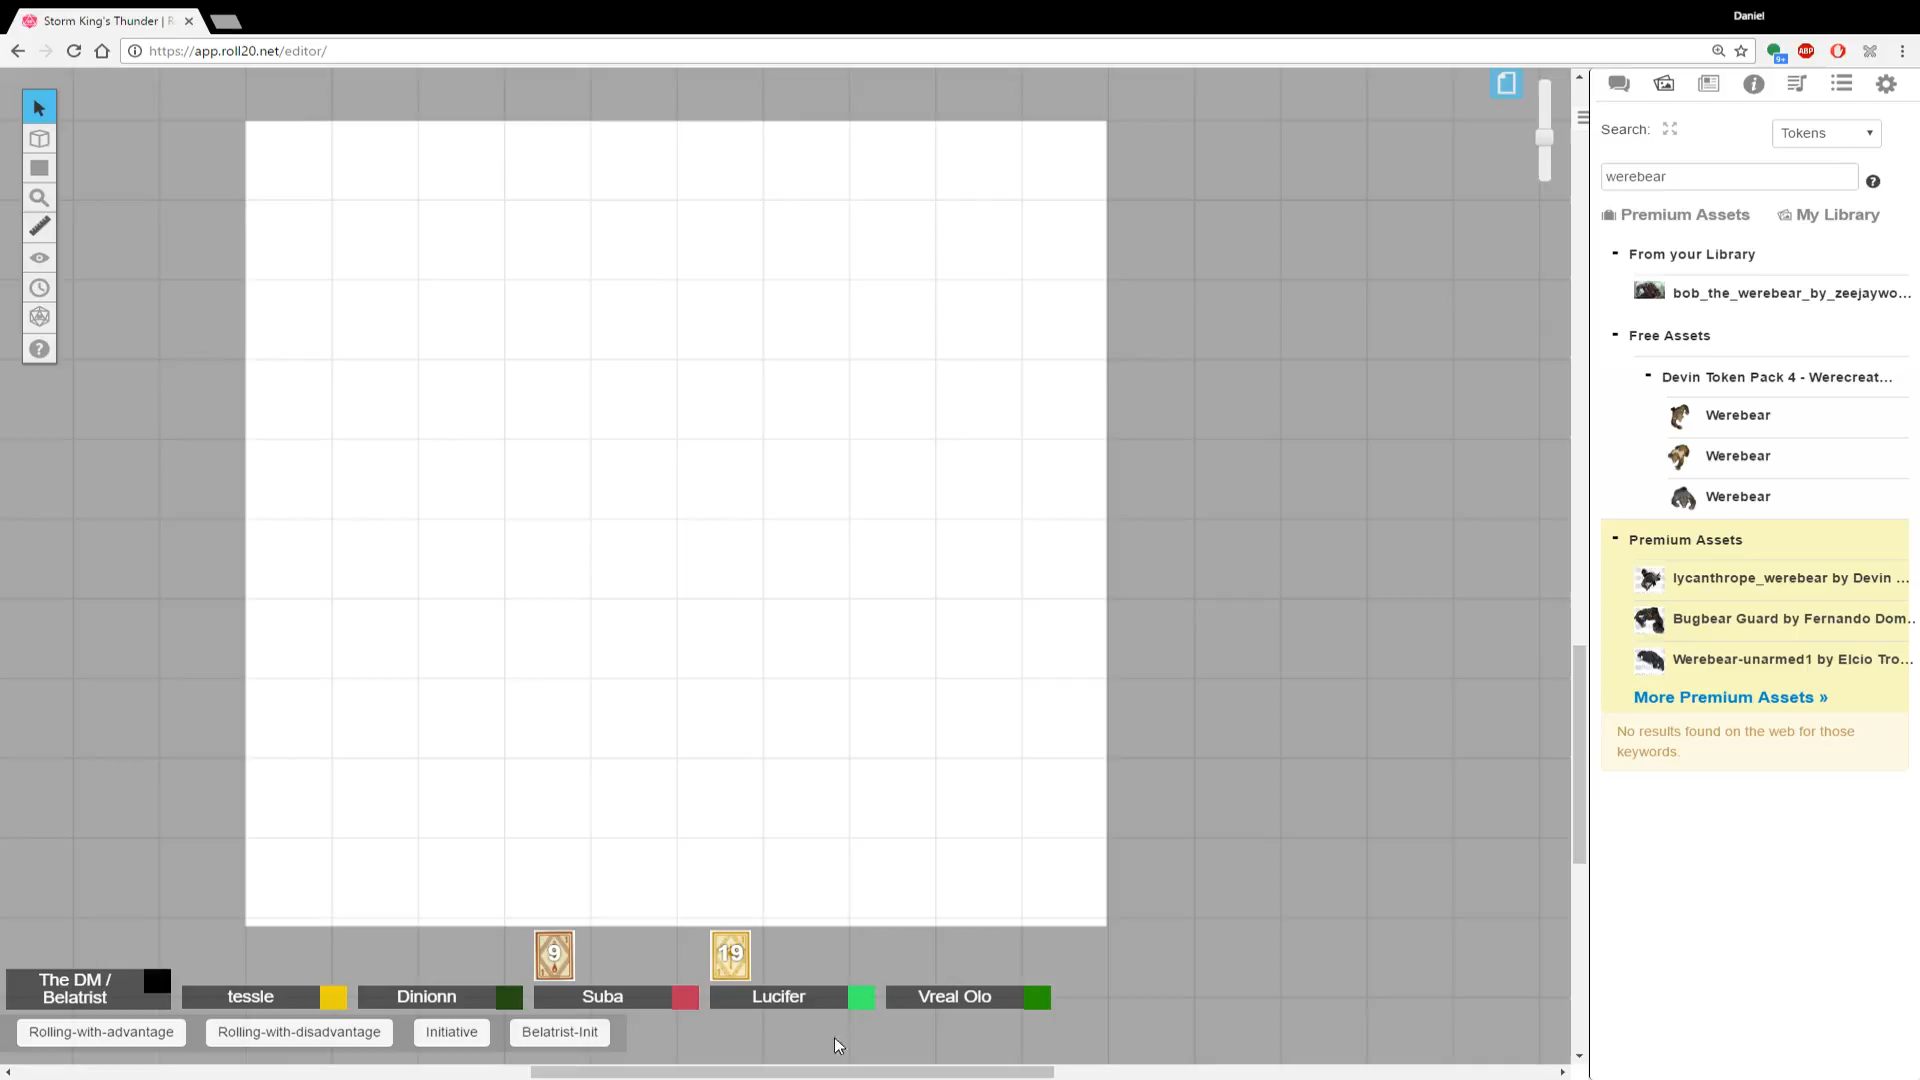 Daniel
Storm King's Thunder | R
https://app.roll20.net/editor/
9+
ABP
Search:
Tokens
werebear
Premium Assets
My Library
From your Library
bob_the_werebear_by_zeejaywo...
Free Assets
Devin Token Pack 4 - Werecreat...
Werebear
Werebear
Werebear
Premium Assets
lycanthrope_werebear by Devin ...
Bugbear Guard by Fernando Dom...
Werebear-unarmed1 by Elcio Tro...
More Premium Assets »
No results found on the web for those
keywords.
9
19
The DM /
Belatrist
tessle
Dinionn
Suba
Lucifer
Vreal Olo
Rolling-with-advantage
Rolling-with-disadvantage
Initiative
Belatrist-Init